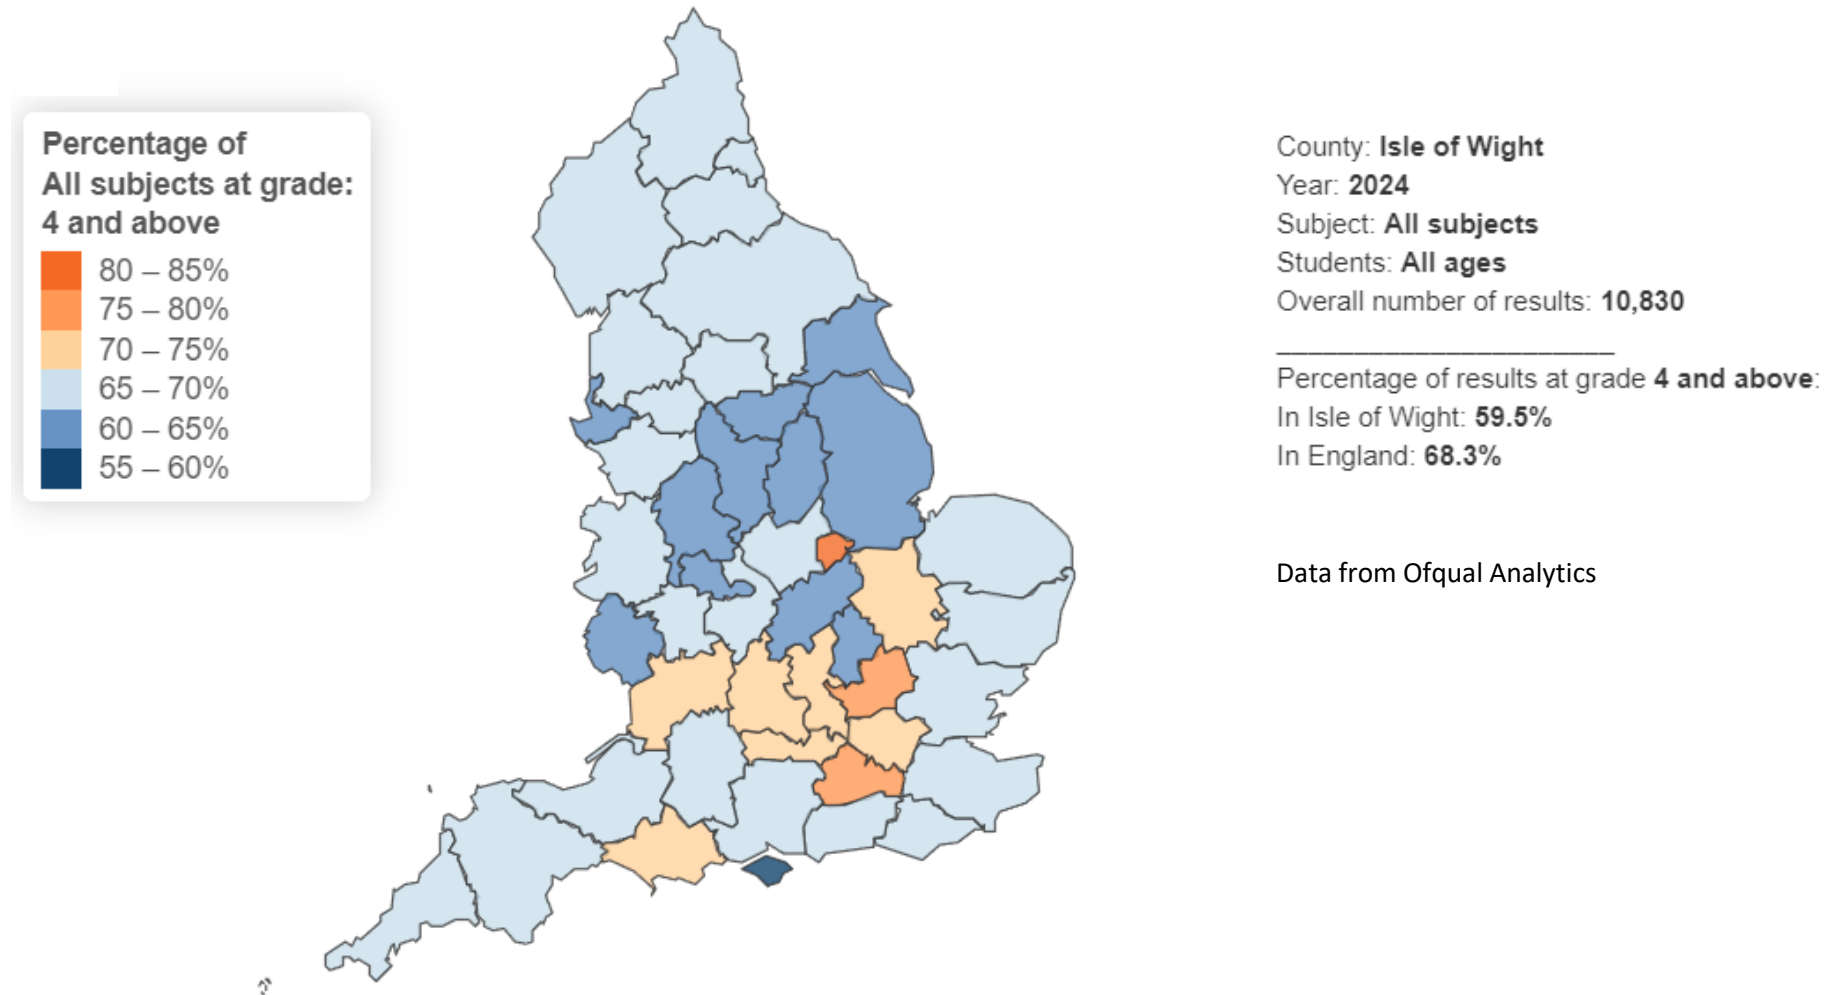 Percentage of
All subjects at grade:
4 and above
80 – 85%
75 – 80%
70 – 75%
65 – 70%
60 – 65%
55 – 60%
County: Isle of Wight
Year: 2024
Subject: All subjects
Students: All ages
Overall number of results: 10,830
______________________
Percentage of results at grade 4 and above:
In Isle of Wight: 59.5%
In England: 68.3%
Data from Ofqual Analytics